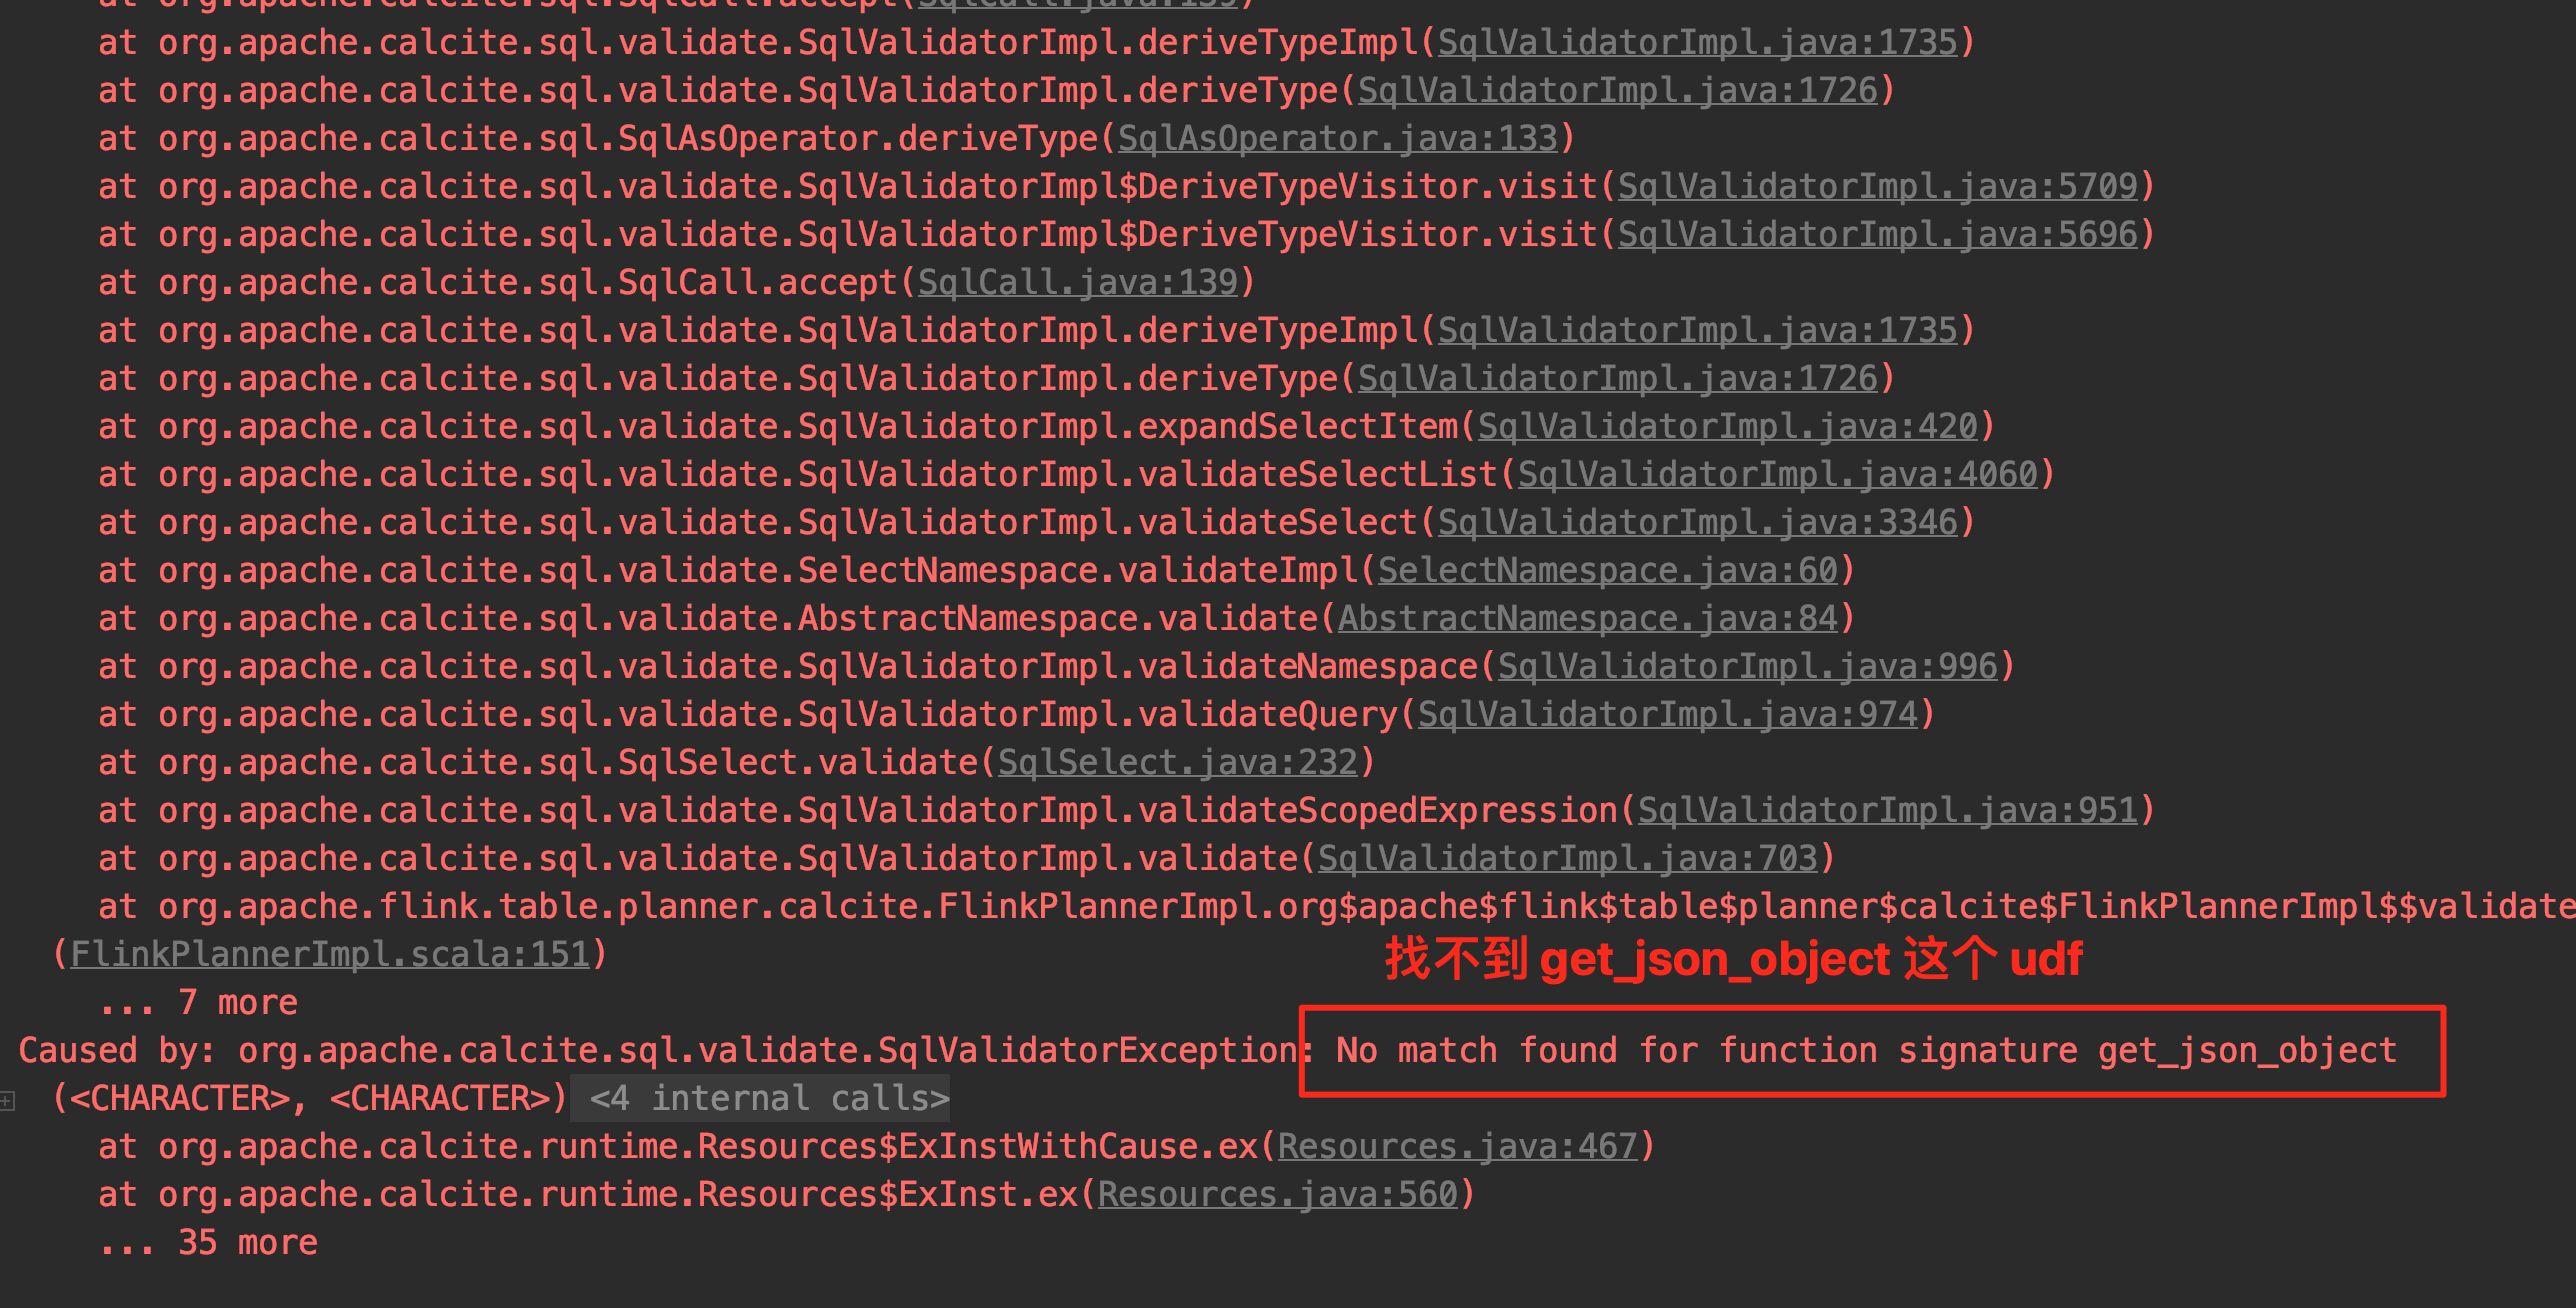 at org.apache.calcite.sql.SqlCall.accept(SqlCall.java:139)
at org.apache.calcite.sql.validate.SqlValidatorImpl.deriveTypeImpl(SqlValidatorImpl.java:1735)
at org.apache.calcite.sql.validate.SqlValidatorImpl.deriveType(SqlValidatorImpl.java:1726)
at org.apache.calcite.sql.SqlAsOperator.deriveType(SqlAsOperator.java:133)
at org.apache.calcite.sql.validate.SqlValidatorImpl$DeriveTypeVisitor.visit(SqlValidatorImpl.java:5709)
at org.apache.calcite.sql.validate.SqlValidatorImpl$DeriveTypeVisitor.visit(SqlValidatorImpl.java:5696)
at org.apache.calcite.sql.SqlCall.accept(SqlCall.java:139)
at org.apache.calcite.sql.validate.SqlValidatorImpl.deriveTypeImpl(SqlValidatorImpl.java:1735)
at org.apache.calcite.sql.validate.SqlValidatorImpl.deriveType(SqlValidatorImpl.java:1726)
at org.apache.calcite.sql.validate.SqlValidatorImpl.expandSelectItem(SqlValidatorImpl.java:420)
at org.apache.calcite.sql.validate.SqlValidatorImpl.validateSelectList(SqlValidatorImpl.java:4060)
at org.apache.calcite.sql.validate.SqlValidatorImpl.validateSelect(SqlValidatorImpl.java:3346)
at org.apache.calcite.sql.validate.SelectNamespace.validateImpl(SelectNamespace.java:60)
at org.apache.calcite.sql.validate.AbstractNamespace.validate(AbstractNamespace.java:84)
at org.apache.calcite.sql.validate.SqlValidatorImpl.validateNamespace(SqlValidatorImpl.java:996)
at org.apache.calcite.sql.validate.SqlValidatorImpl.validateQuery(SqlValidatorImpl.java:974)
at org.apache.calcite.sql.SqlSelect.validate(SqlSelect.java:232)
at org.apache.calcite.sql.validate.SqlValidatorImpl.validateScopedExpression(SqlValidatorImpl.java:951)
at org.apache.calcite.sql.validate.SqlValidatorImpl.validate(SqlValidatorImpl.java:703)
at org.apache.flink.table.planner.calcite.FlinkPlannerImpl.org$apache$flink$table$planner$calcite$FlinkPlannerImpl$$validate
(FlinkPlannerImpl.scala:151)
找不到 get_json_object 这个 udf
... 7 more
Caused by: org.apache.calcite.sql.validate.SqlValidatorException: No match found for function signature get_json_object
(<CHARACTER>, <CHARACTER>) <4 internal calls>
at org.apache.calcite.runtime.Resources$ExInstWithCause.ex(Resources.java:467)
at org.apache.calcite.runtime.Resources$ExInst.ex(Resources.java:560)
... 35 more